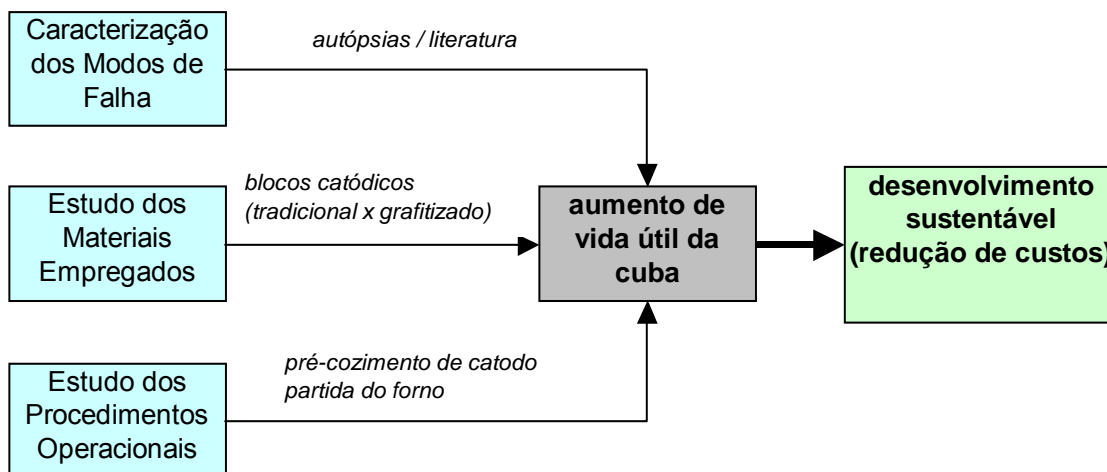 Caracterização
dos Modos de
Falha
autópsias / literatura
Estudo dos
Materiais
Empregados
blocos catódicos
(tradicional x grafitizado)
aumento de
vida útil da
cuba
desenvolvimento
sustentável
(redução de custos)
Estudo dos
Procedimentos
Operacionais
pré-cozimento de catodo
partida do forno